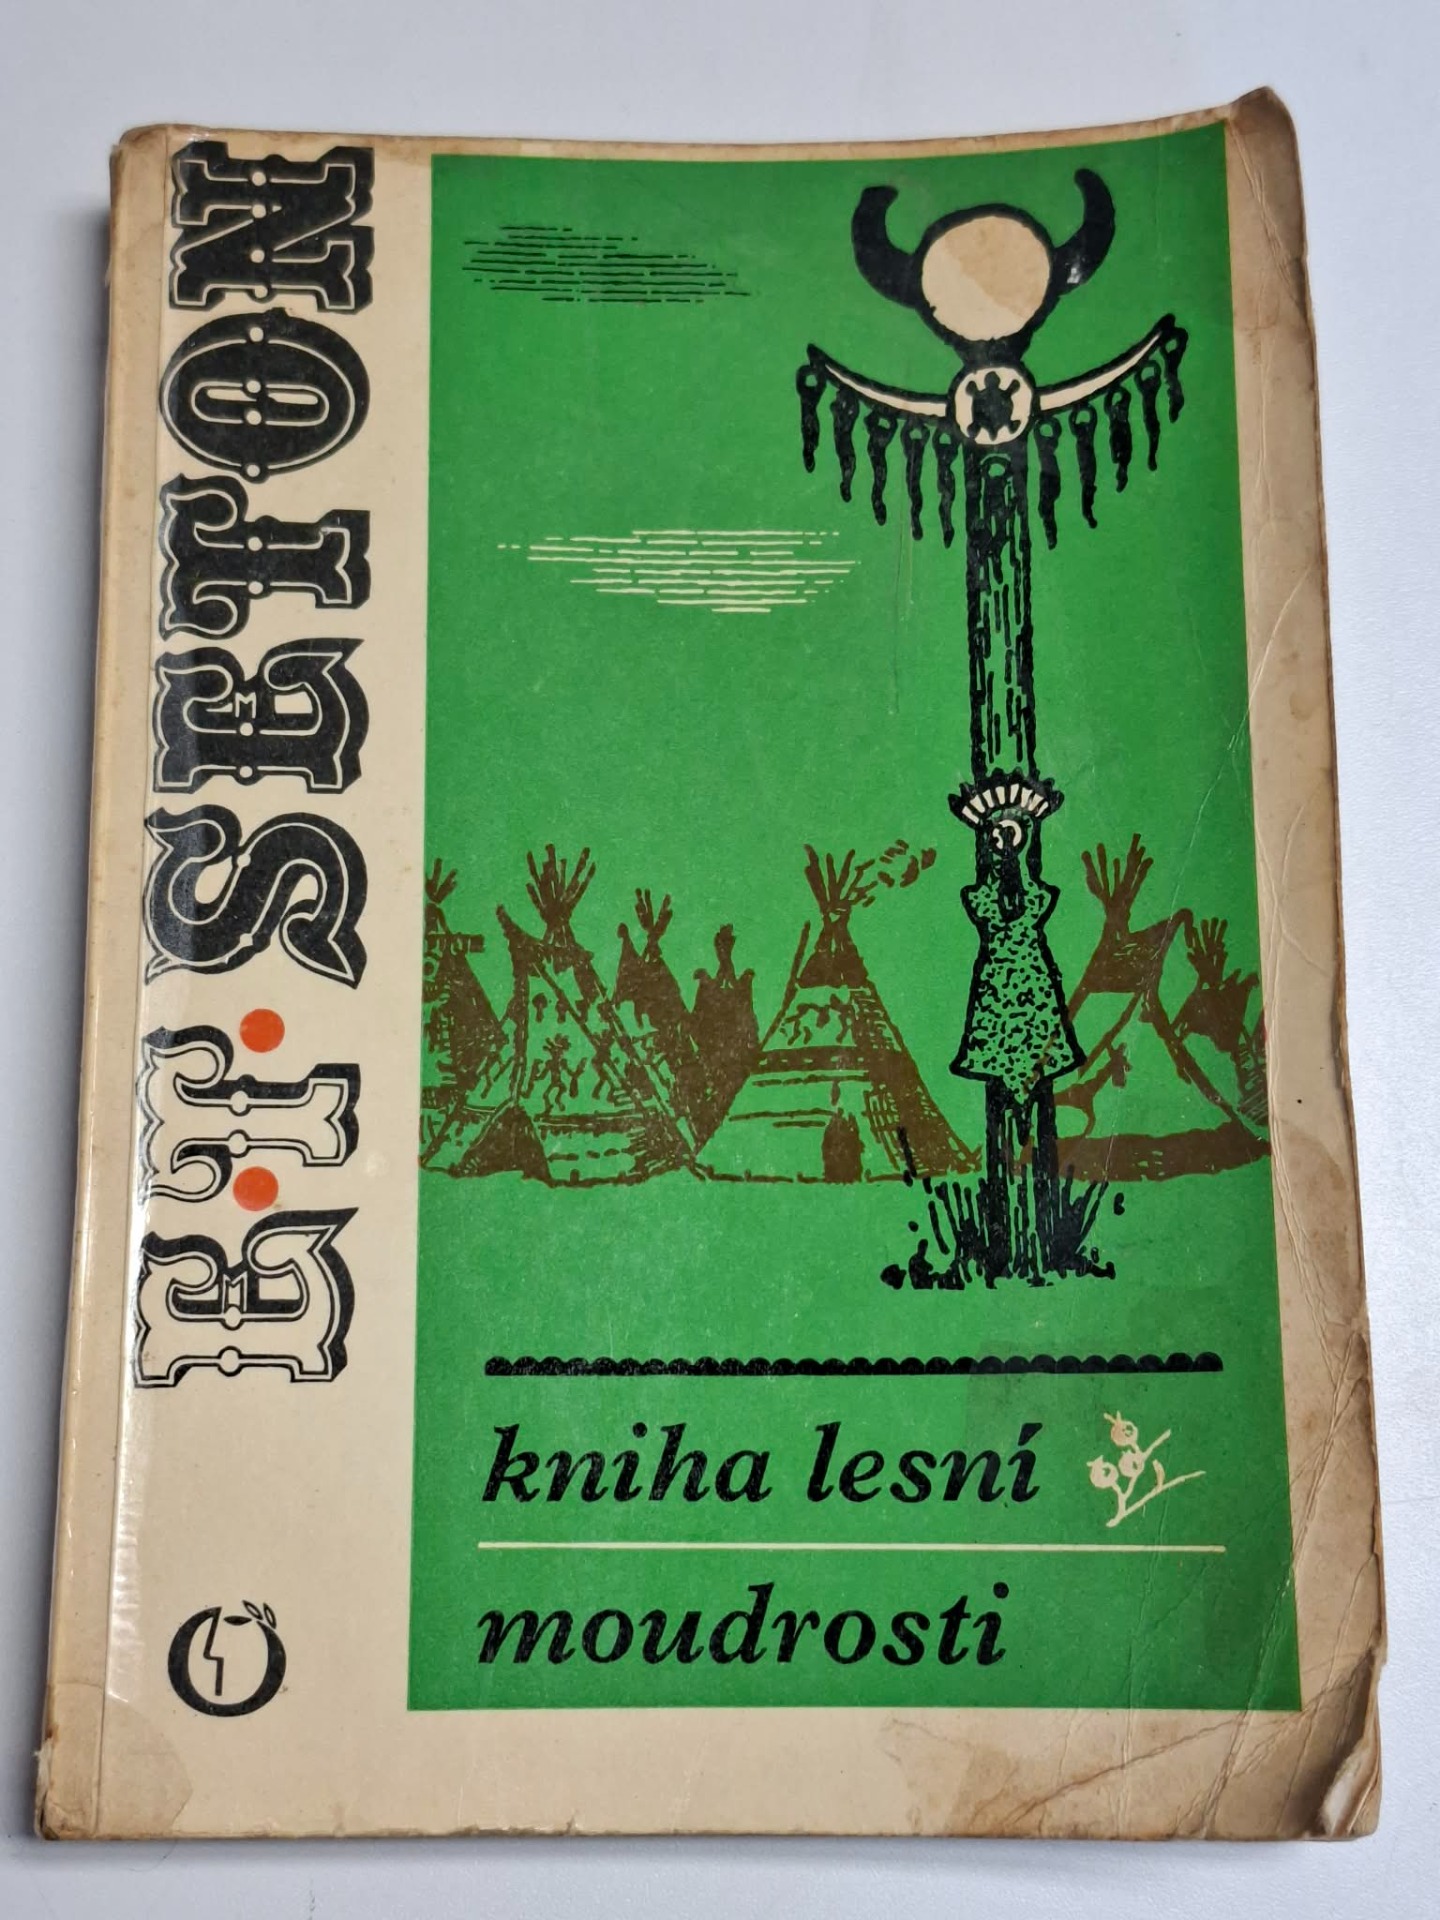 E.T. SETON
kniha lesní
moudrosti